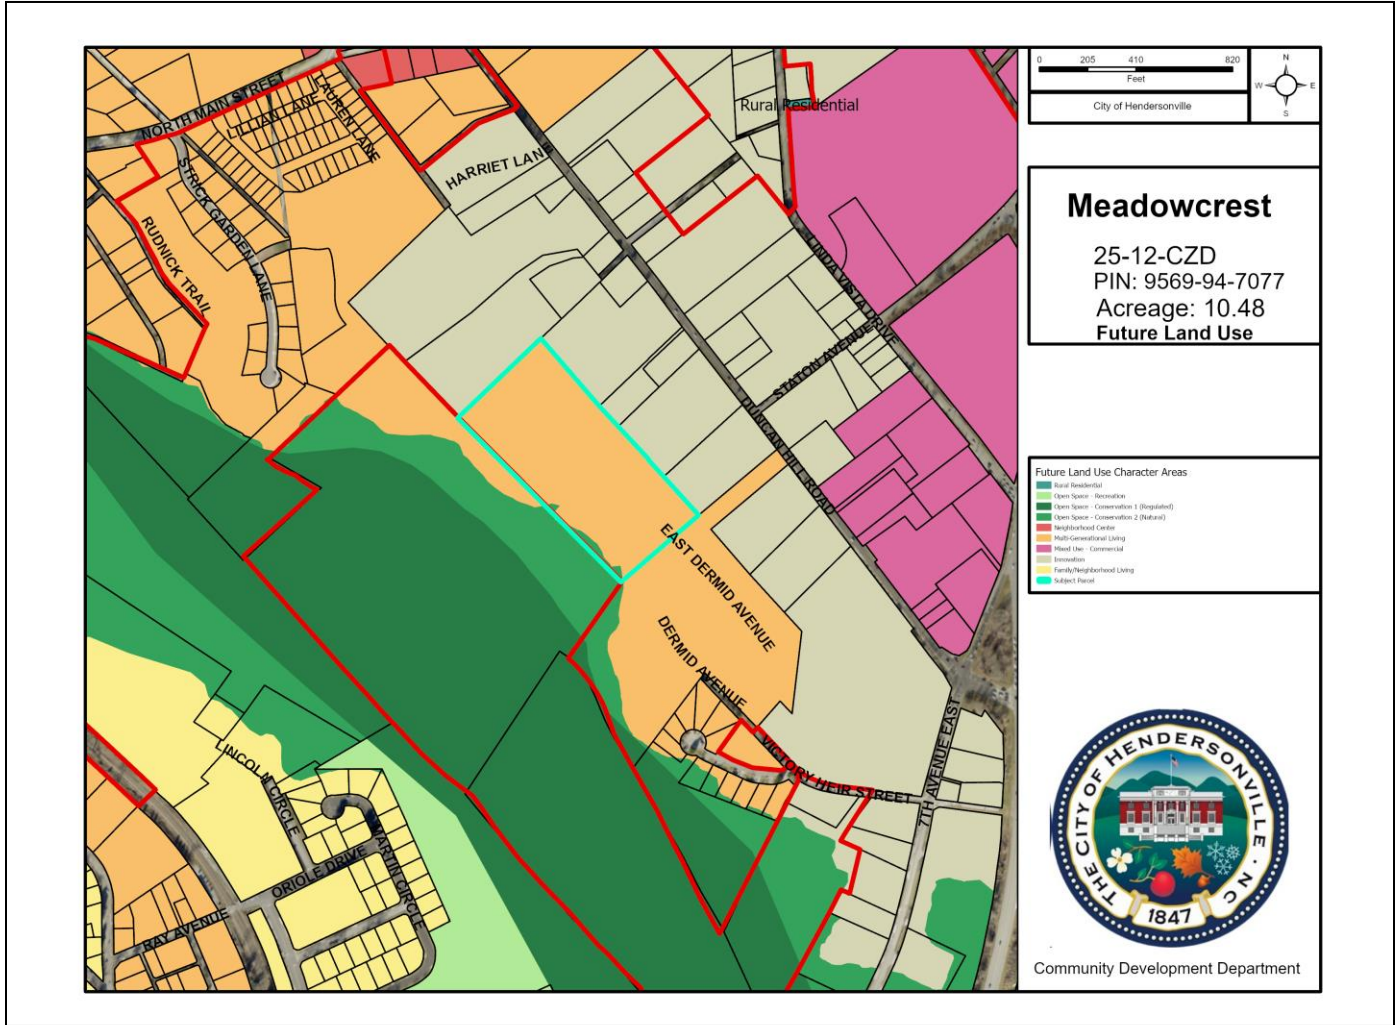 NORTH MAIN STREET
LILLIAN LANE
LAUREN LANE
STRICK GARDEN LANE
RUDNICK TRAIL
HARRIET LANE
Rural Residential
LINDA VISTA DRIVE
STATON AVENUE
DUNCAN HILL ROAD
EAST DERMID AVENUE
DERMID AVENUE
VICTORY HEIR STREET
7TH AVENUE EAST
LINCOLN CIRCLE
MARTIN CIRCLE
ORIOLE DRIVE
RAY AVENUE
0 205 410 820
Feet
City of Hendersonville
N
W E
S
Meadowcrest
25-12-CZD
PIN: 9569-94-7077
Acreage: 10.48
Future Land Use
Future Land Use Character Areas
Rural Residential
Open Space - Recreation
Open Space - Conservation 1 (Regulated)
Open Space - Conservation 2 (Natural)
Neighborhood Center
Multi-Generational Living
Mixed Use - Commercial
Innovation
Family/Neighborhood Living
Subject Parcel
THE CITY OF HENDERSONVILLE · NC
1847
Community Development Department